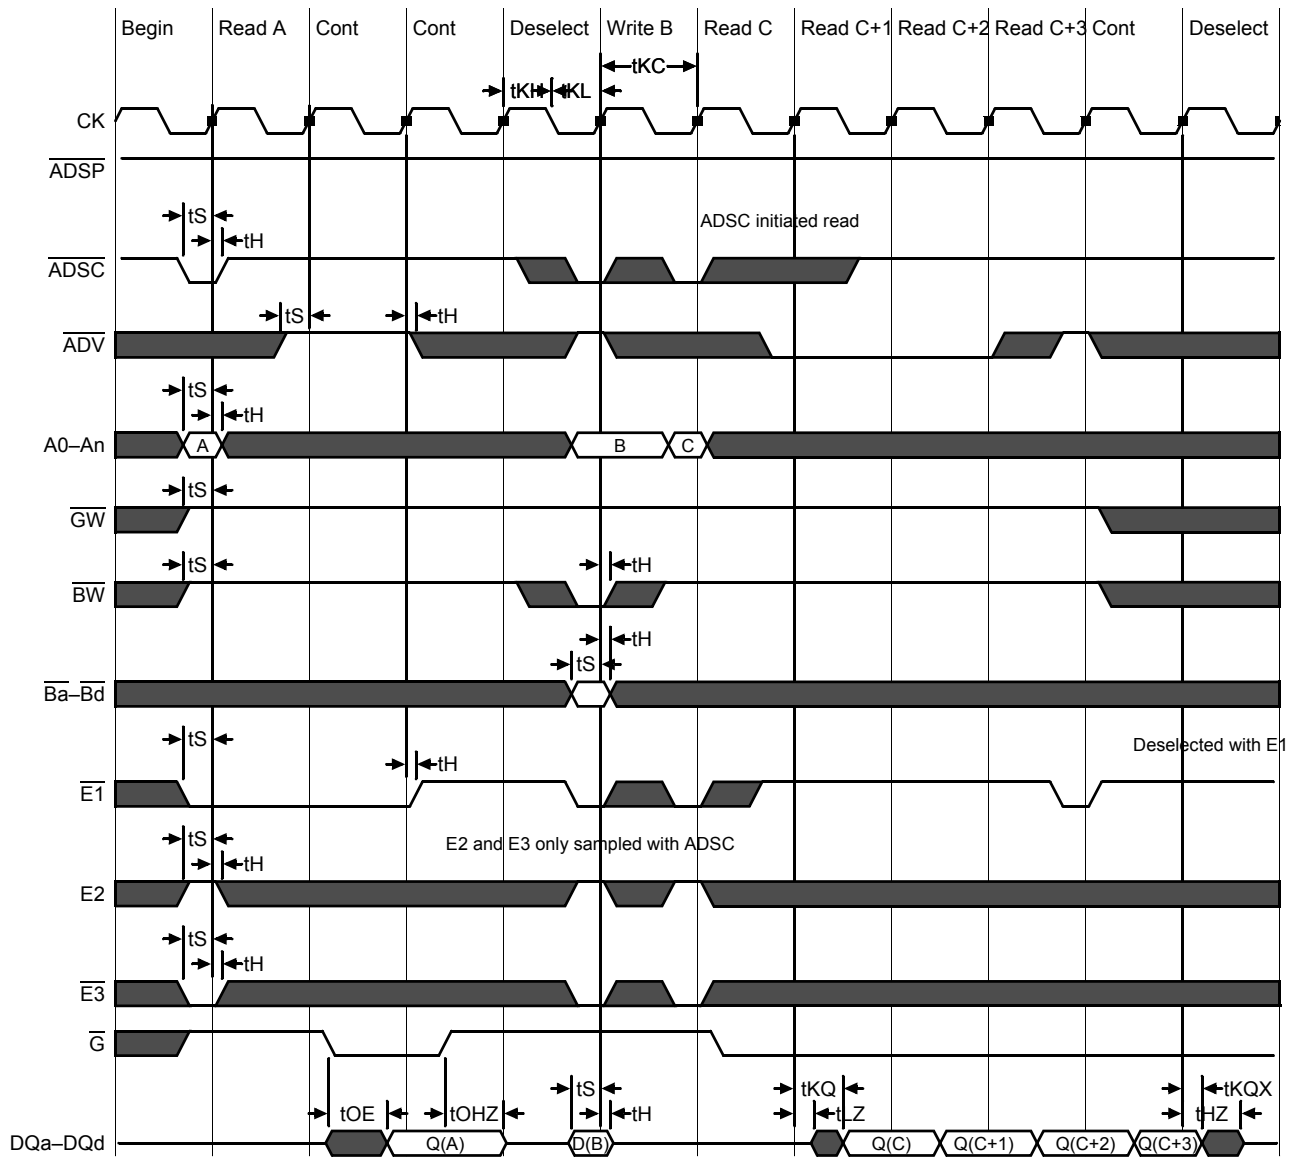 Begin Read A Cont Cont Deselect Write B Read C Read C+1 Read C+2 Read C+3 Cont Deselect
tKC
tKH tKL
CK
ADSP
tS
ADSC initiated read
tH
ADSC
tS tH
ADV
tS
tH
A0–An A B C
tS
GW
tS tH
BW
tH
tS
Ba–Bd
tS
Deselected with E1
tH
E1
tS
E2 and E3 only sampled with ADSC
tH
E2
tS
tH
E3
G
tS tKQ tKQX
tOE tOHZ tH tLZ tHZ
DQa–DQd Q(A) D(B) Q(C) Q(C+1) Q(C+2) Q(C+3)